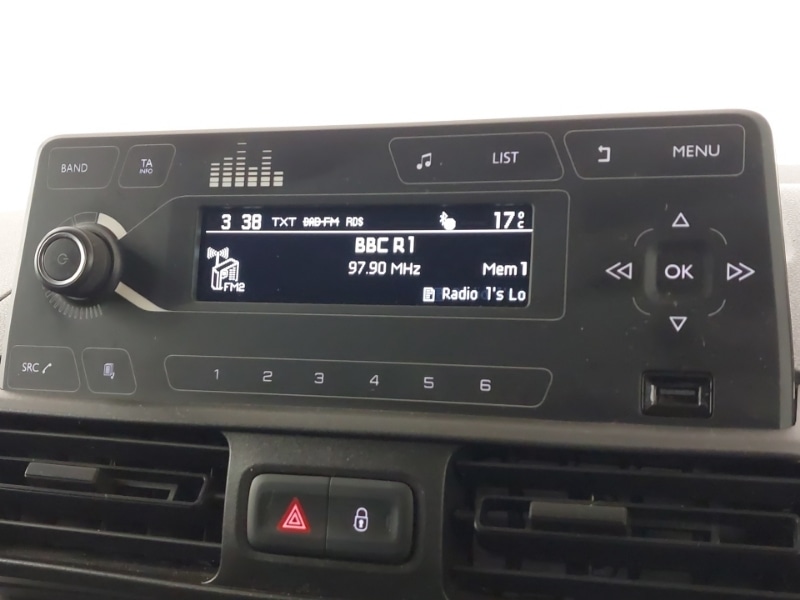 BAND
TA
INFO
LIST
MENU
3 38 TXT DAB-FM RDS 17°C
BBC R1
97.90 MHz Mem 1
FM2
Radio 1's Lo
OK
SRC
1 2 3 4 5 6